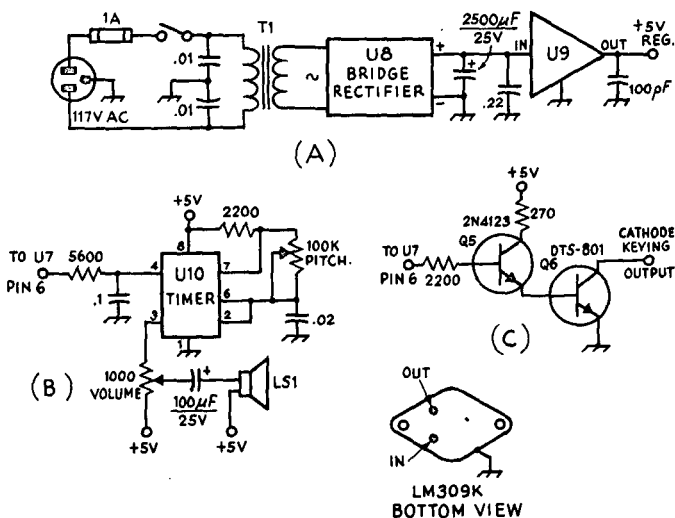 1A
117V AC
.01
.01
T1
~
U8
BRIDGE
RECTIFIER
+
-
2500µF
25V
+
.22
IN
U9
OUT
+5V
REG.
100pF
(A)
+5V
2200
8
TO U7
PIN 6
5600
.1
4
U10
TIMER
7
6
2
3
1
100K
PITCH.
.02
(B)
1000
VOLUME
+
100µF
25V
LS1
+5V
+5V
+5V
270
2N4123
Q5
TO U7
PIN 6
2200
DTS-801
Q6
CATHODE
KEYING
OUTPUT
(C)
OUT
IN
LM309K
BOTTOM VIEW